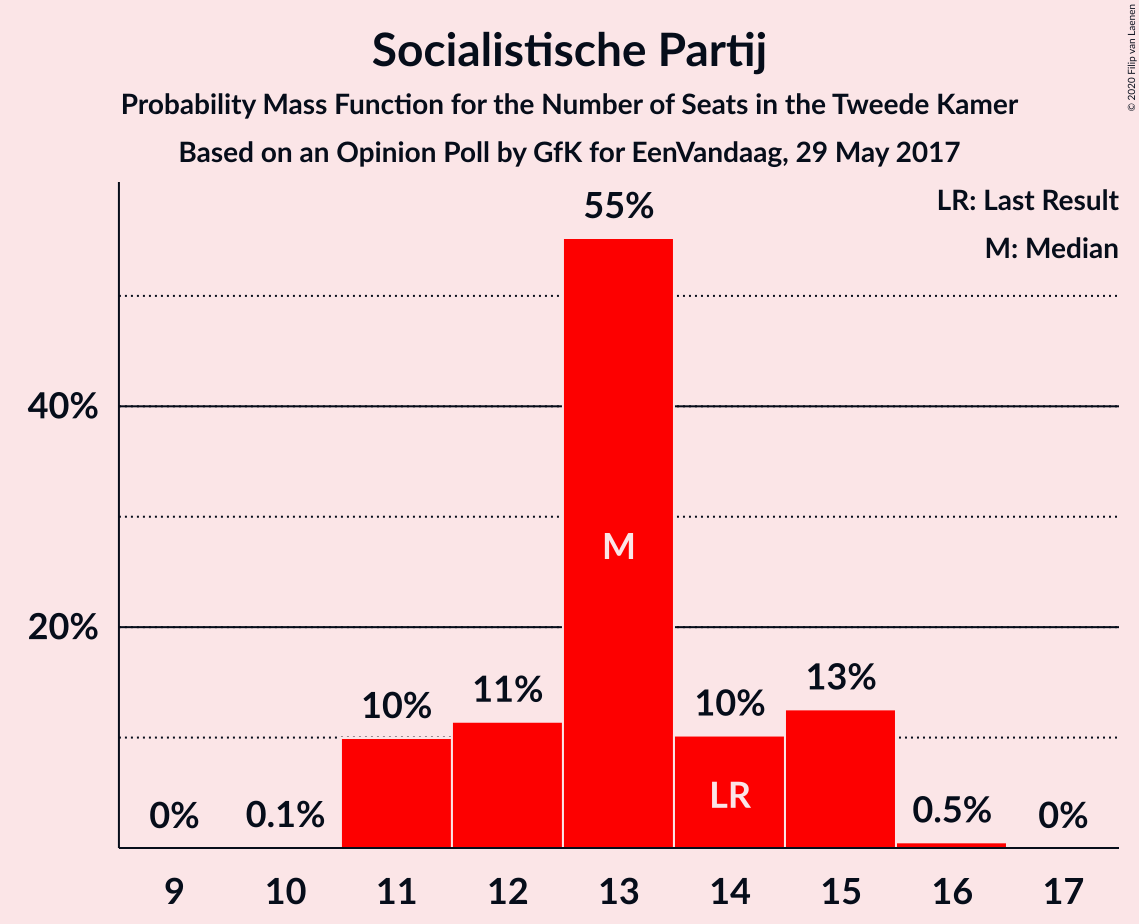 Socialistische Partij
Probability Mass Function for the Number of Seats in the Tweede Kamer
Based on an Opinion Poll by GfK for EenVandaag, 29 May 2017
© 2020 Filip van Laenen
LR: Last Result
M: Median
55%
40%
M
20%
0%
0.1%
10%
11%
10%
13%
0.5%
0%
LR
9
10
11
12
13
14
15
16
17